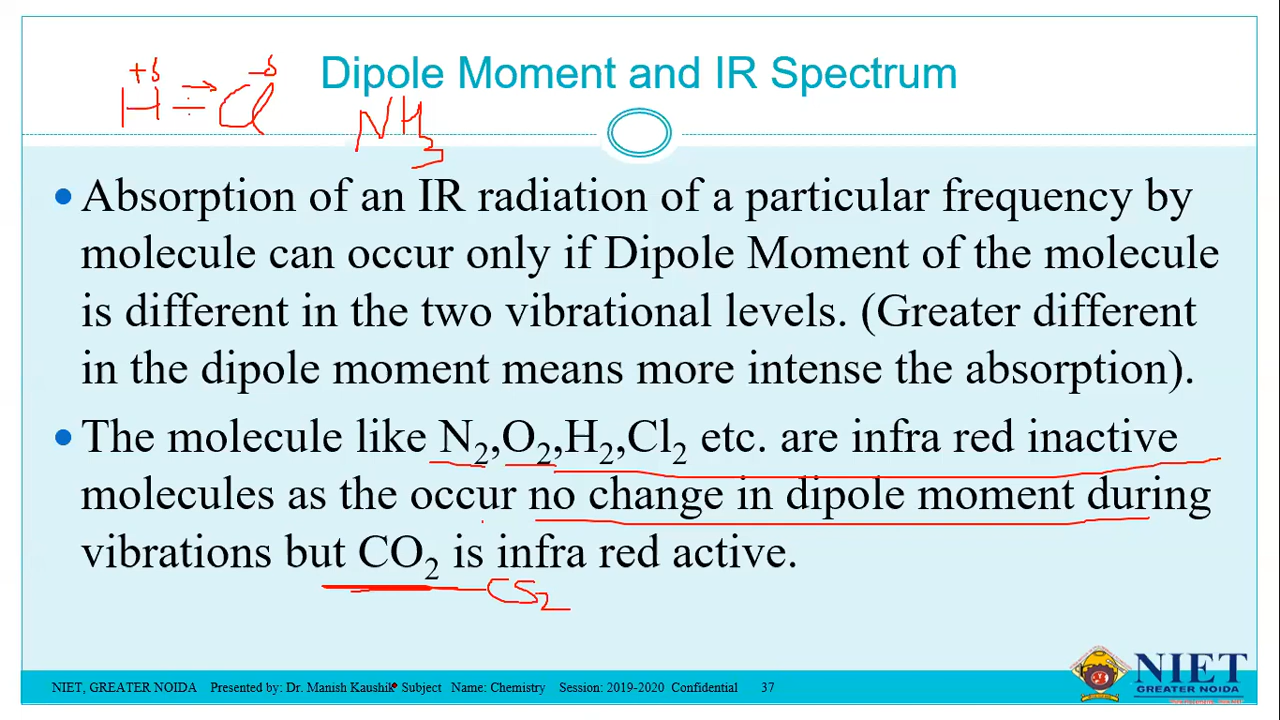 +δ -δ
H → Cl
Dipole Moment and IR Spectrum
NH3
• Absorption of an IR radiation of a particular frequency by
molecule can occur only if Dipole Moment of the molecule
is different in the two vibrational levels. (Greater different
in the dipole moment means more intense the absorption).
• The molecule like N₂,O₂,H₂,Cl₂ etc. are infra red inactive
molecules as the occur no change in dipole moment during
vibrations but CO₂ is infra red active.
CS2
NIET, GREATER NOIDA Presented by: Dr. Manish Kaushik Subject Name: Chemistry Session: 2019-2020 Confidential 37
NIET
GREATER NOIDA